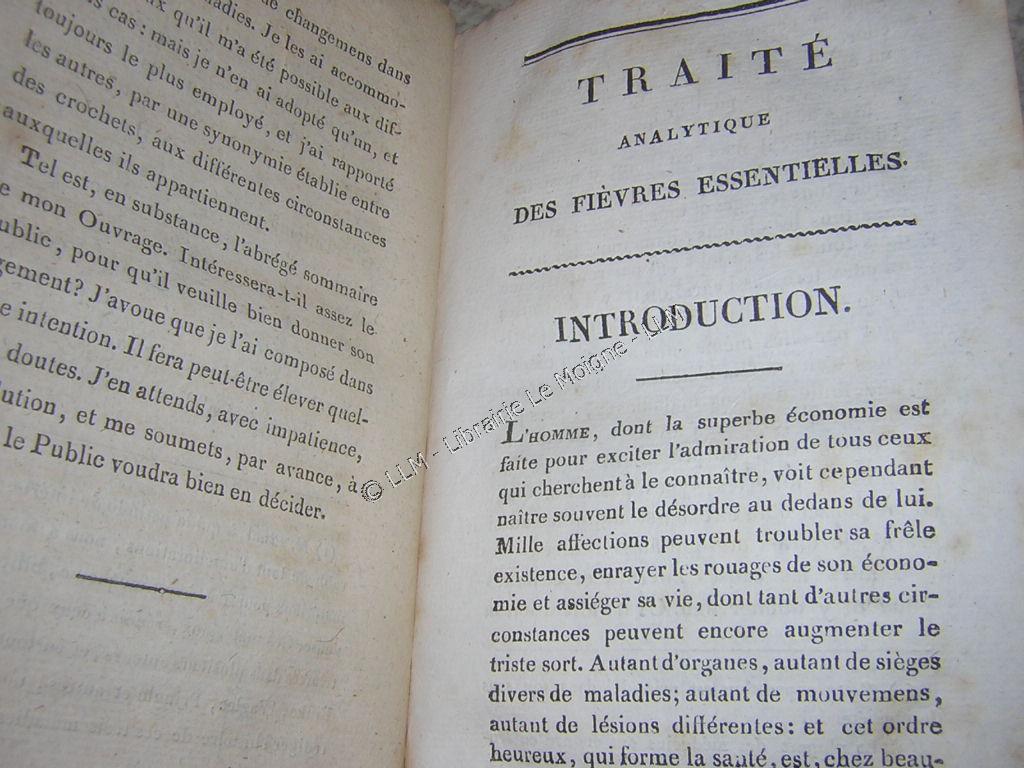 de changemens dans
ladies. Je les ai accommo-
x qu'il m'a été possible aux dif-
s cas: mais je n'en ai adopté qu'un, et
toujours le plus employé, et j'ai rapporté
les autres, par une synonymie établie entre
des crochets, aux différentes circonstances
auxquelles ils appartiennent.
Tel est, en substance, l'abrégé sommaire
e mon Ouvrage. Intéressera-t-il assez le
ublic, pour qu'il veuille bien donner son
gement? J'avoue que je l'ai composé dans
e intention. Il fera peut-être élever quel-
doutes. J'en attends, avec impatience,
lution, et me soumets, par avance, à
le Public voudra bien en décider.
TRAITÉ
ANALYTIQUE
DES FIÈVRES ESSENTIELLES.
INTRODUCTION.
L'HOMME, dont la superbe économie est
faite pour exciter l'admiration de tous ceux
qui cherchent à le connaître, voit cependant
naître souvent le désordre au dedans de lui.
Mille affections peuvent troubler sa frêle
existence, enrayer les rouages de son écono-
mie et assiéger sa vie, dont tant d'autres cir-
constances peuvent encore augmenter le
triste sort. Autant d'organes, autant de sièges
divers de maladies; autant de mouvemens,
autant de lésions différentes: et cet ordre
heureux, qui forme la santé, est, chez beau-
© LLM - Librairie Le Moigne - LLM